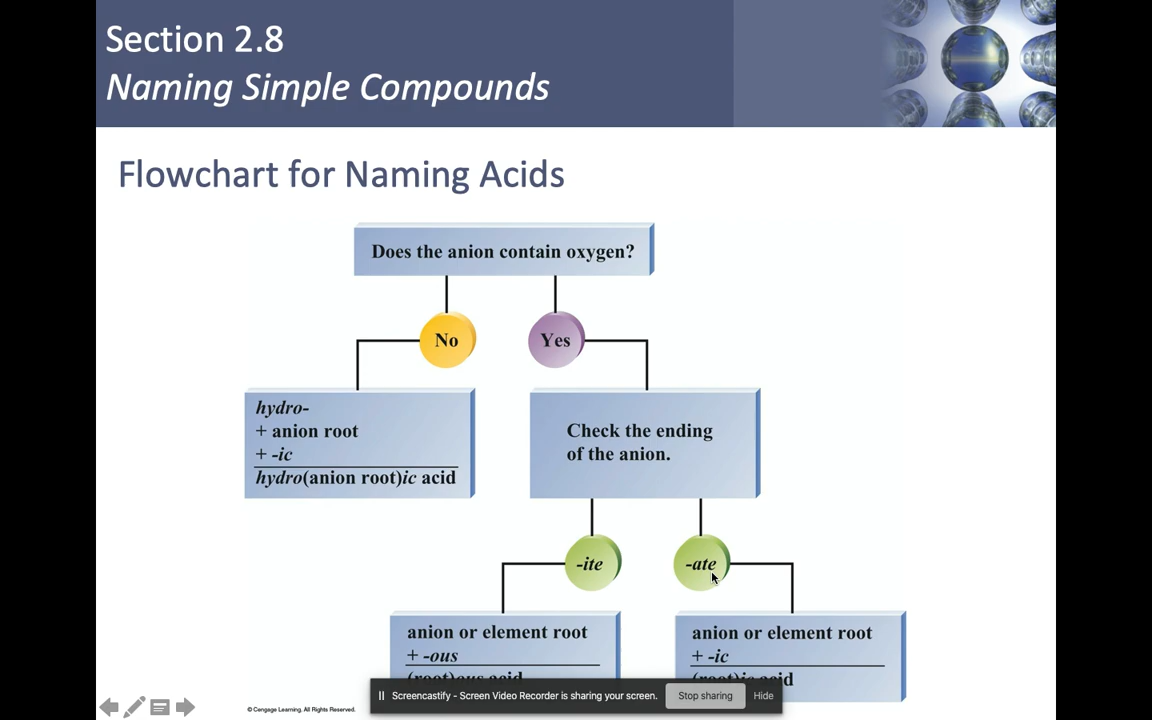 Section 2.8
Naming Simple Compounds
Flowchart for Naming Acids
Does the anion contain oxygen?
No
Yes
hydro-
+ anion root
+ -ic
hydro(anion root)ic acid
Check the ending
of the anion.
-ite
-ate
anion or element root
+ -ous
(root)ous acid
anion or element root
+ -ic
(root)ic acid
Screencastify - Screen Video Recorder is sharing your screen.
Stop sharing
Hide
© Cengage Learning. All Rights Reserved.